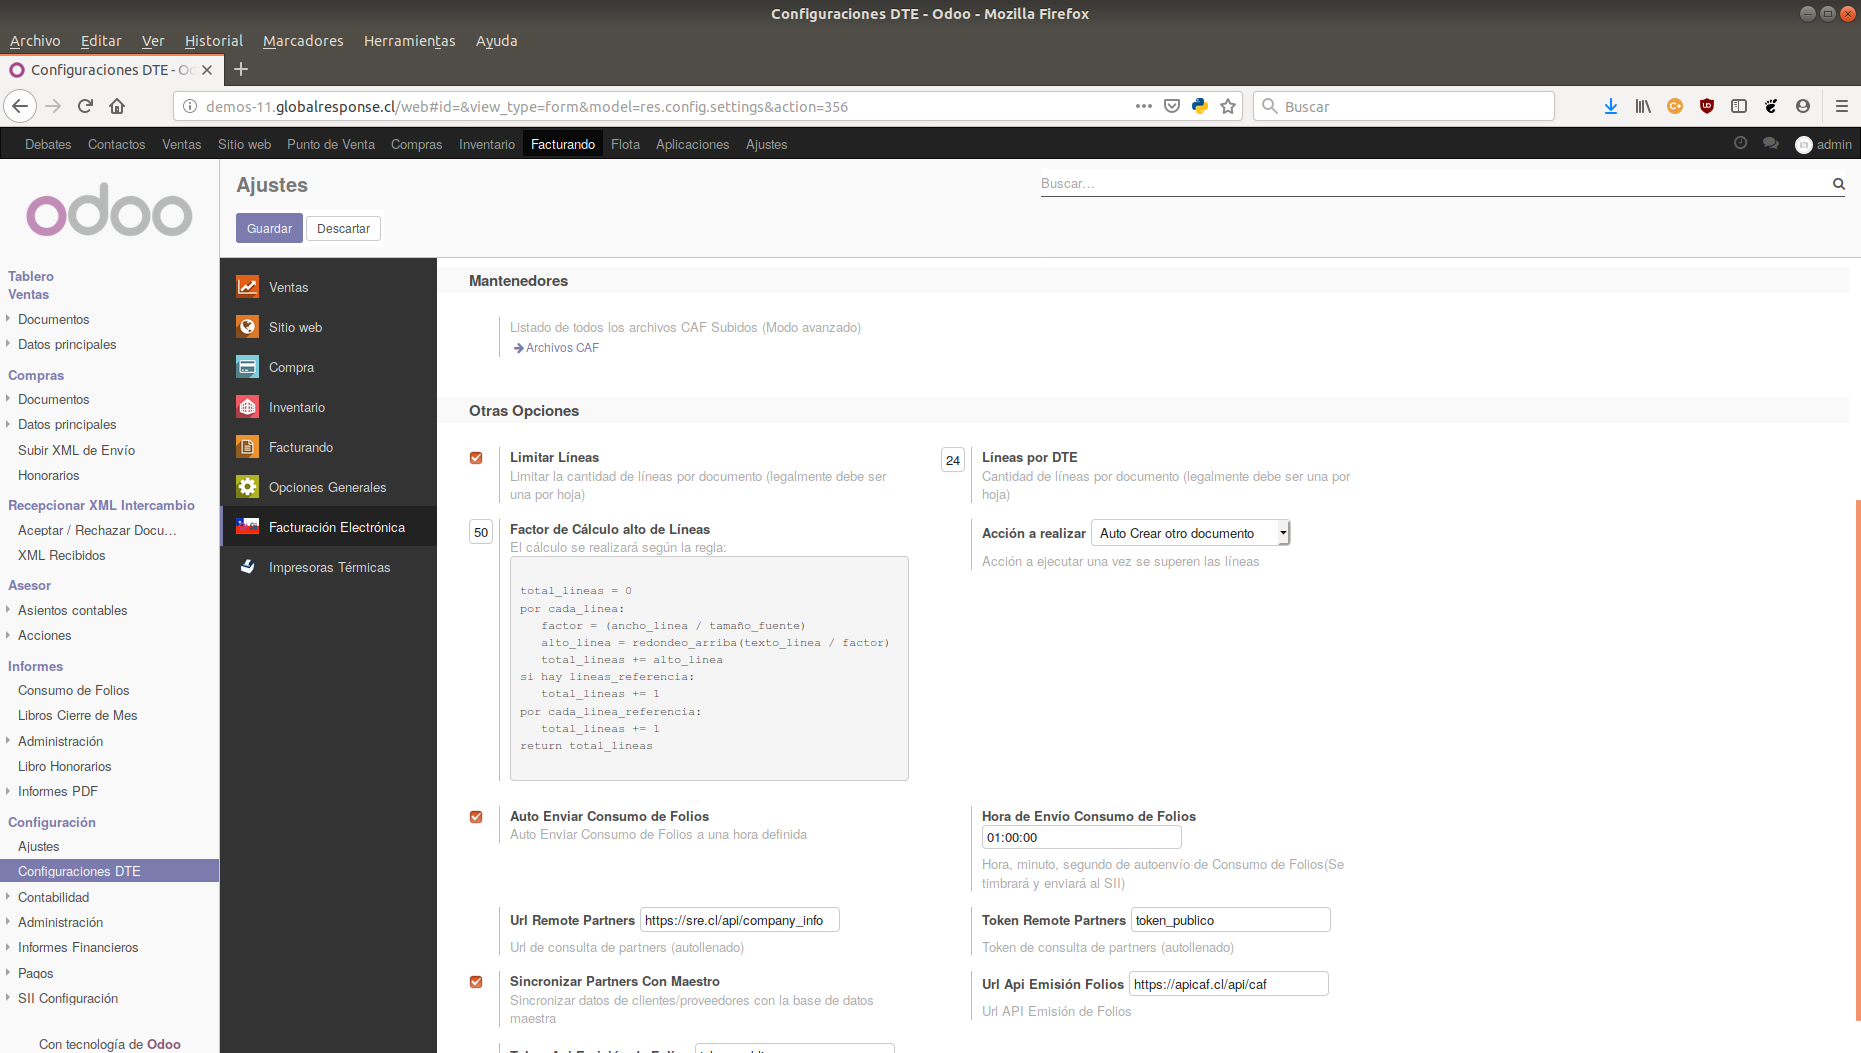 Configuraciones DTE - Odoo - Mozilla Firefox
Archivo Editar Ver Historial Marcadores Herramientas Ayuda
Configuraciones DTE - Od
demos-11.globalresponse.cl/web#id=&view_type=form&model=res.config.settings&action=356
Buscar
Debates Contactos Ventas Sitio web Punto de Venta Compras Inventario Facturando Flota Aplicaciones Ajustes
admin
odoo
Tablero
Ventas
Documentos
Datos principales
Compras
Documentos
Datos principales
Subir XML de Envío
Honorarios
Recepcionar XML Intercambio
Aceptar / Rechazar Docu…
XML Recibidos
Asesor
Asientos contables
Acciones
Informes
Consumo de Folios
Libros Cierre de Mes
Administración
Libro Honorarios
Informes PDF
Configuración
Ajustes
Configuraciones DTE
Contabilidad
Administración
Informes Financieros
Pagos
SII Configuración
Con tecnología de Odoo
Ajustes
Buscar...
Guardar Descartar
Ventas
Sitio web
Compra
Inventario
Facturando
Opciones Generales
Facturación Electrónica
Impresoras Térmicas
Mantenedores
Listado de todos los archivos CAF Subidos (Modo avanzado)
Archivos CAF
Otras Opciones
Limitar Líneas
Limitar la cantidad de líneas por documento (legalmente debe ser
una por hoja)
24 Líneas por DTE
Cantidad de líneas por documento (legalmente debe ser una por
hoja)
50 Factor de Cálculo alto de Líneas
El cálculo se realizará según la regla:
total_lineas = 0
por cada_linea:
factor = (ancho_linea / tamaño_fuente)
alto_linea = redondeo_arriba(texto_linea / factor)
total_lineas += alto_linea
si hay lineas_referencia:
total_lineas += 1
por cada_linea_referencia:
total_lineas += 1
return total_lineas
Acción a realizar Auto Crear otro documento
Acción a ejecutar una vez se superen las líneas
Auto Enviar Consumo de Folios
Auto Enviar Consumo de Folios a una hora definida
Hora de Envío Consumo de Folios
01:00:00
Hora, minuto, segundo de autoenvío de Consumo de Folios(Se
timbrará y enviará al SII)
Url Remote Partners https://sre.cl/api/company_info
Url de consulta de partners (autollenado)
Token Remote Partners token_publico
Token de consulta de partners (autollenado)
Sincronizar Partners Con Maestro
Sincronizar datos de clientes/proveedores con la base de datos
maestra
Url Api Emisión Folios https://apicaf.cl/api/caf
Url API Emisión de Folios